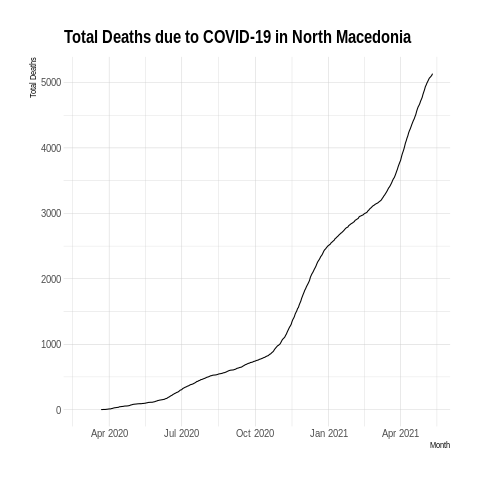 Total Deaths due to COVID-19 in North Macedonia
Total Deaths
5000
4000
3000
2000
1000
0
Apr 2020 Jul 2020 Oct 2020 Jan 2021 Apr 2021
Month